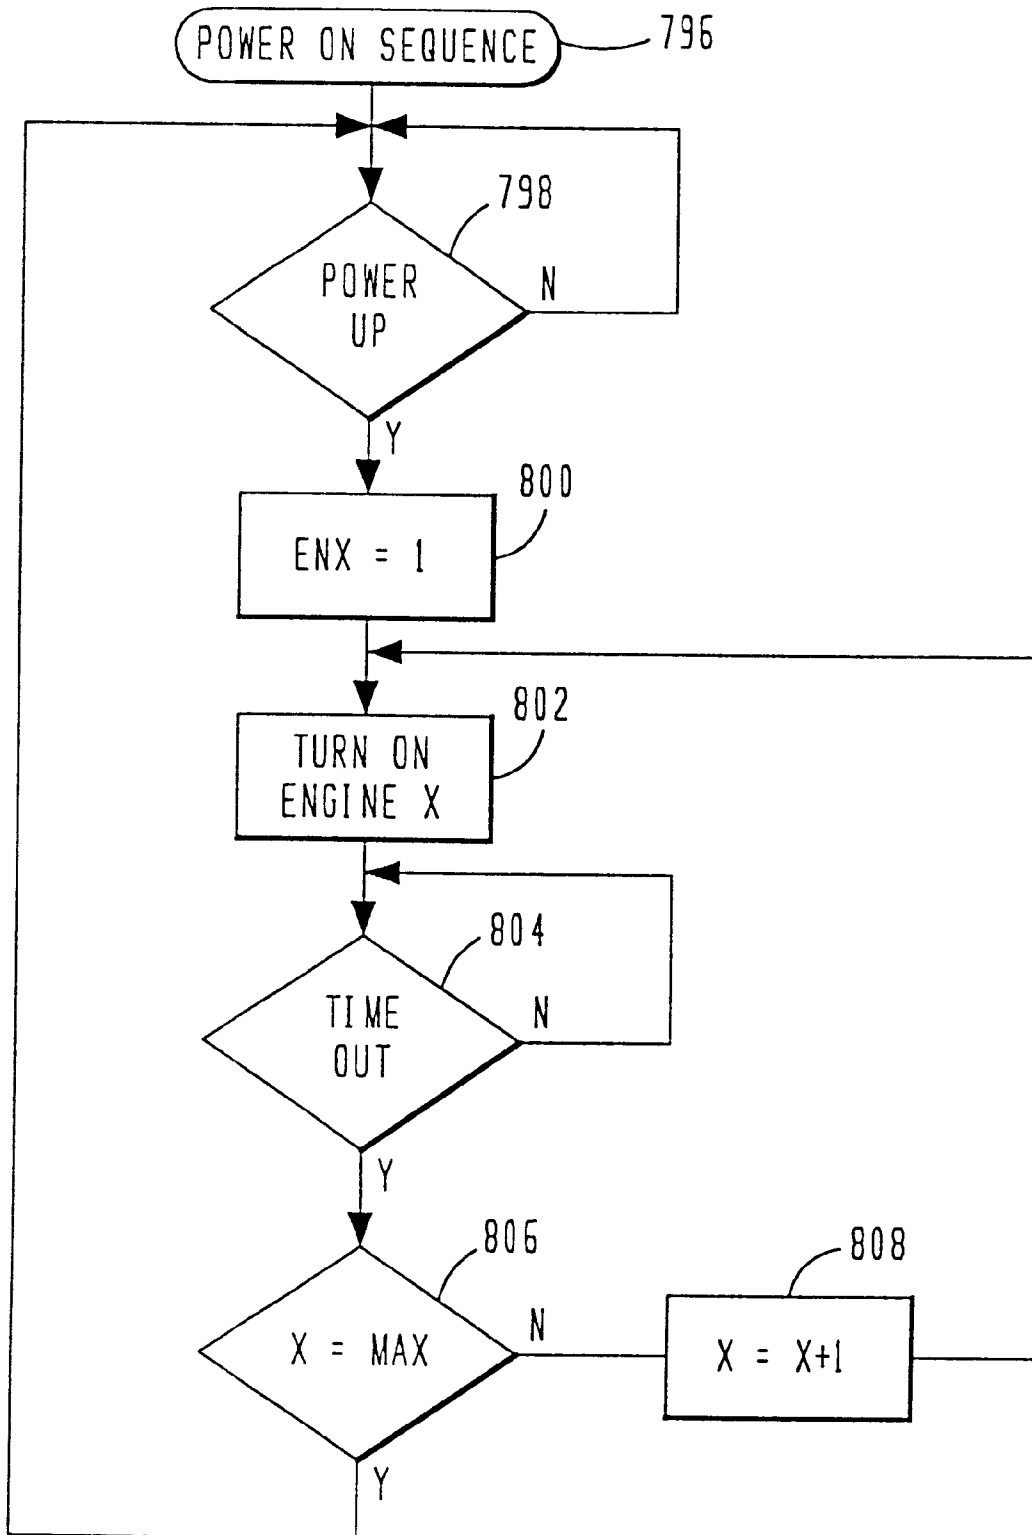 POWER ON SEQUENCE
796
798
POWER
UP
N
Y
800
ENX = 1
802
TURN ON
ENGINE X
804
TIME
OUT
N
Y
806
X = MAX
N
808
X = X+1
Y